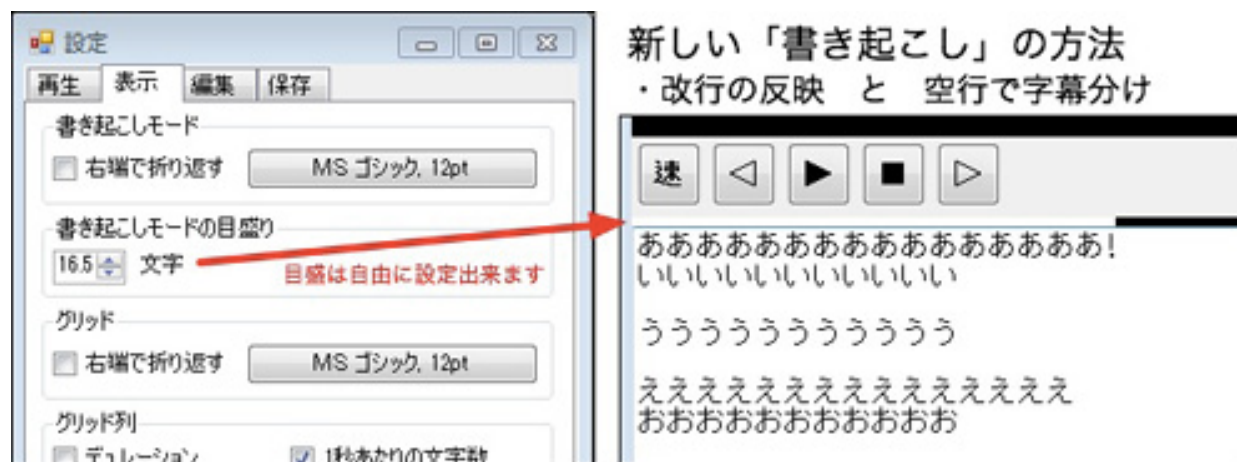 設定
再生 表示 編集 保存
書き起こしモード
右端で折り返す MS ゴシック, 12pt
書き起こしモードの目盛り
16.5 文字 目盛は自由に設定出来ます
グリッド
右端で折り返す MS ゴシック, 12pt
グリッド列
デュレーション 1秒あたりの文字数
新しい「書き起こし」の方法
・改行の反映 と 空行で字幕分け
速
ああああああああああああああああ!
いいいいいいいいいいい
ううううううううううう
えええええええええええええええ
おおおおおおおおおおお